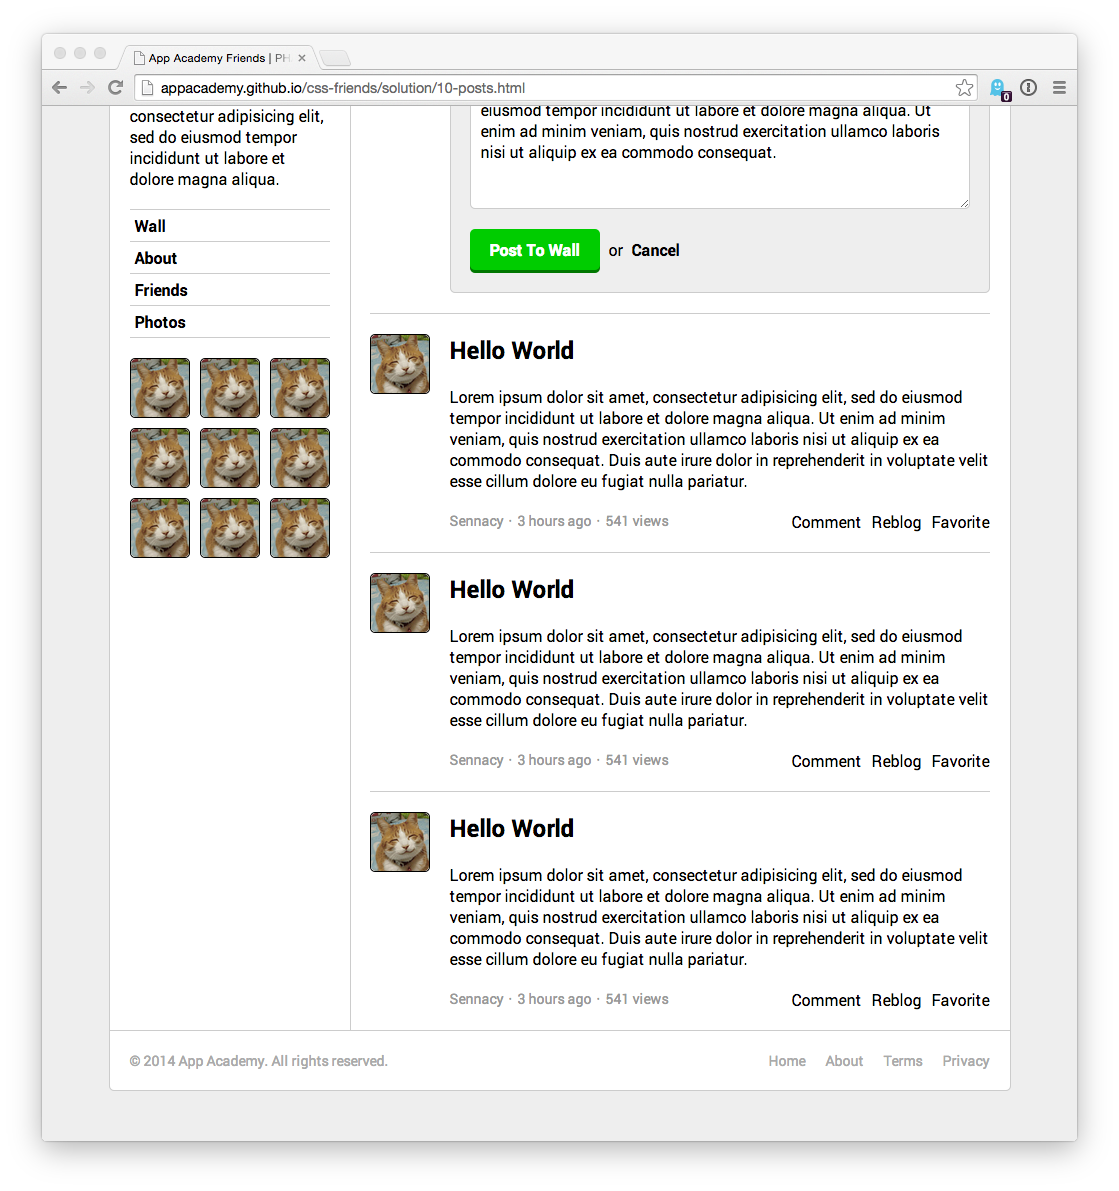 App Academy Friends | PH
appacademy.github.io/css-friends/solution/10-posts.html
0
consectetur adipisicing elit,
sed do eiusmod tempor
incididunt ut labore et
dolore magna aliqua.
Wall
About
Friends
Photos
eiusmod tempor incididunt ut labore et dolore magna aliqua. Ut
enim ad minim veniam, quis nostrud exercitation ullamco laboris
nisi ut aliquip ex ea commodo consequat.
Post To Wall or Cancel
Hello World
Lorem ipsum dolor sit amet, consectetur adipisicing elit, sed do eiusmod
tempor incididunt ut labore et dolore magna aliqua. Ut enim ad minim
veniam, quis nostrud exercitation ullamco laboris nisi ut aliquip ex ea
commodo consequat. Duis aute irure dolor in reprehenderit in voluptate velit
esse cillum dolore eu fugiat nulla pariatur.
Sennacy · 3 hours ago · 541 views Comment Reblog Favorite
Hello World
Lorem ipsum dolor sit amet, consectetur adipisicing elit, sed do eiusmod
tempor incididunt ut labore et dolore magna aliqua. Ut enim ad minim
veniam, quis nostrud exercitation ullamco laboris nisi ut aliquip ex ea
commodo consequat. Duis aute irure dolor in reprehenderit in voluptate velit
esse cillum dolore eu fugiat nulla pariatur.
Sennacy · 3 hours ago · 541 views Comment Reblog Favorite
Hello World
Lorem ipsum dolor sit amet, consectetur adipisicing elit, sed do eiusmod
tempor incididunt ut labore et dolore magna aliqua. Ut enim ad minim
veniam, quis nostrud exercitation ullamco laboris nisi ut aliquip ex ea
commodo consequat. Duis aute irure dolor in reprehenderit in voluptate velit
esse cillum dolore eu fugiat nulla pariatur.
Sennacy · 3 hours ago · 541 views Comment Reblog Favorite
© 2014 App Academy. All rights reserved. Home About Terms Privacy